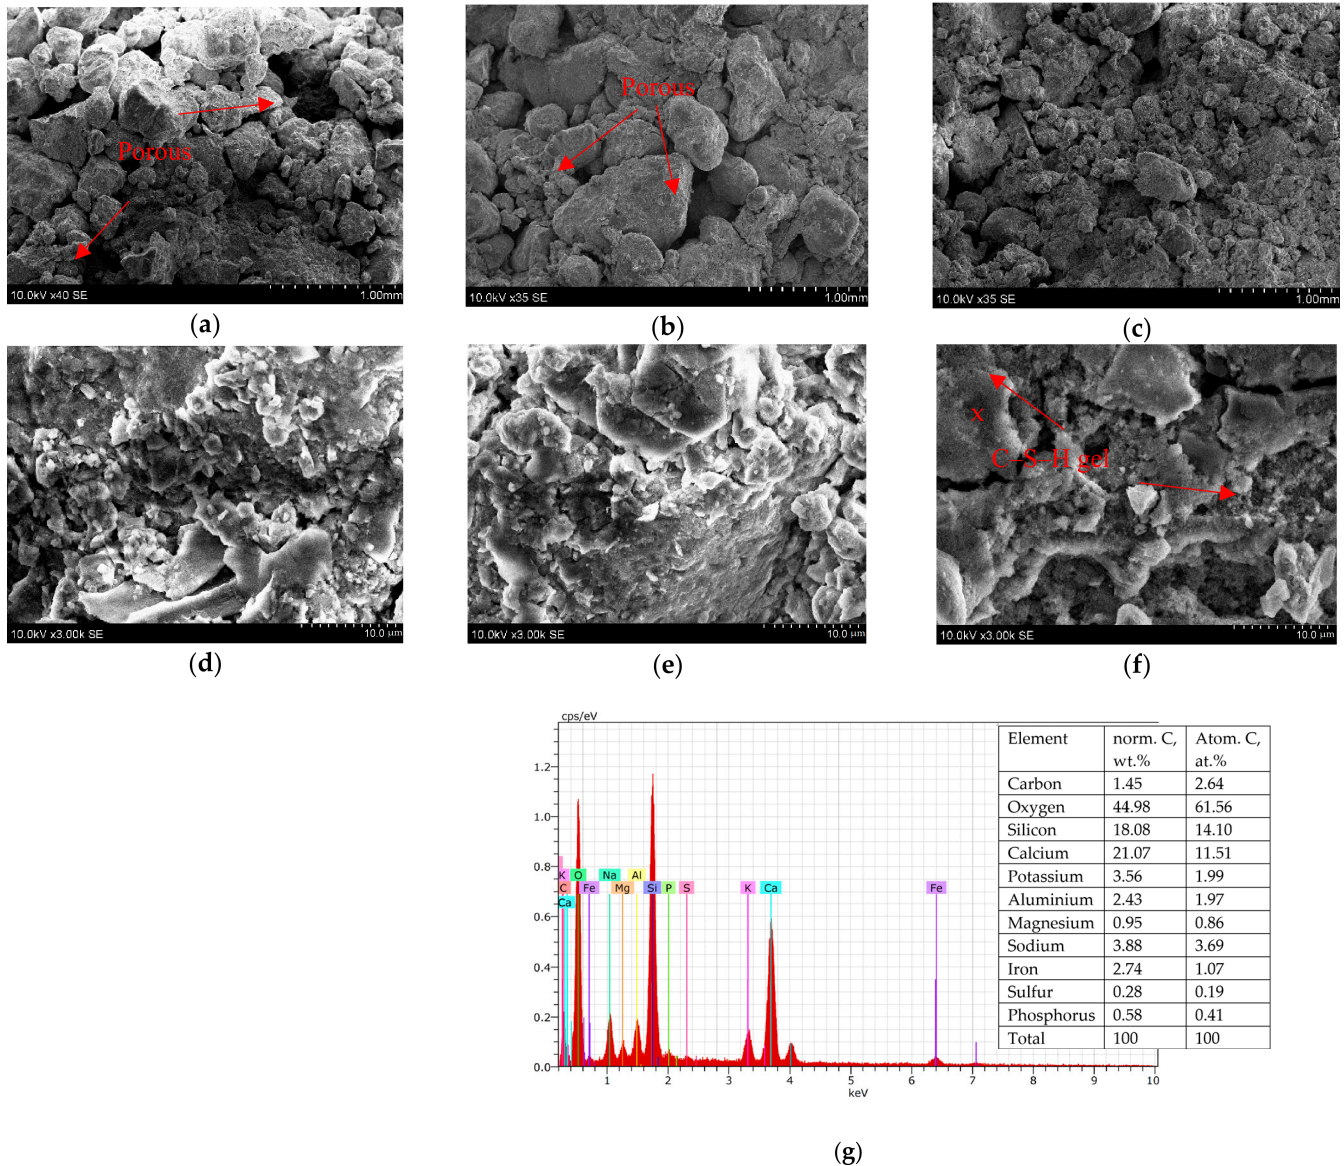 Porous
10.0kV x40 SE 1.00mm
(a)
Porous
10.0kV x35 SE 1.00mm
(b)
10.0kV x35 SE 1.00mm
(c)
10.0kV x3.00k SE 10.0 µm
(d)
10.0kV x3.00k SE 10.0 µm
(e)
x
C–S–H gel
10.0kV x3.00k SE 10.0 µm
(f)
cps/eV
1.2
1.0
0.8
0.6
0.4
0.2
0.0
K O Na Al
C Fe Mg Si P S K Ca Fe
Ca
1 2 3 4 5 6 7 8 9 10
keV
Element norm. C, Atom. C,
wt.% at.%
Carbon 1.45 2.64
Oxygen 44.98 61.56
Silicon 18.08 14.10
Calcium 21.07 11.51
Potassium 3.56 1.99
Aluminium 2.43 1.97
Magnesium 0.95 0.86
Sodium 3.88 3.69
Iron 2.74 1.07
Sulfur 0.28 0.19
Phosphorus 0.58 0.41
Total 100 100
(g)